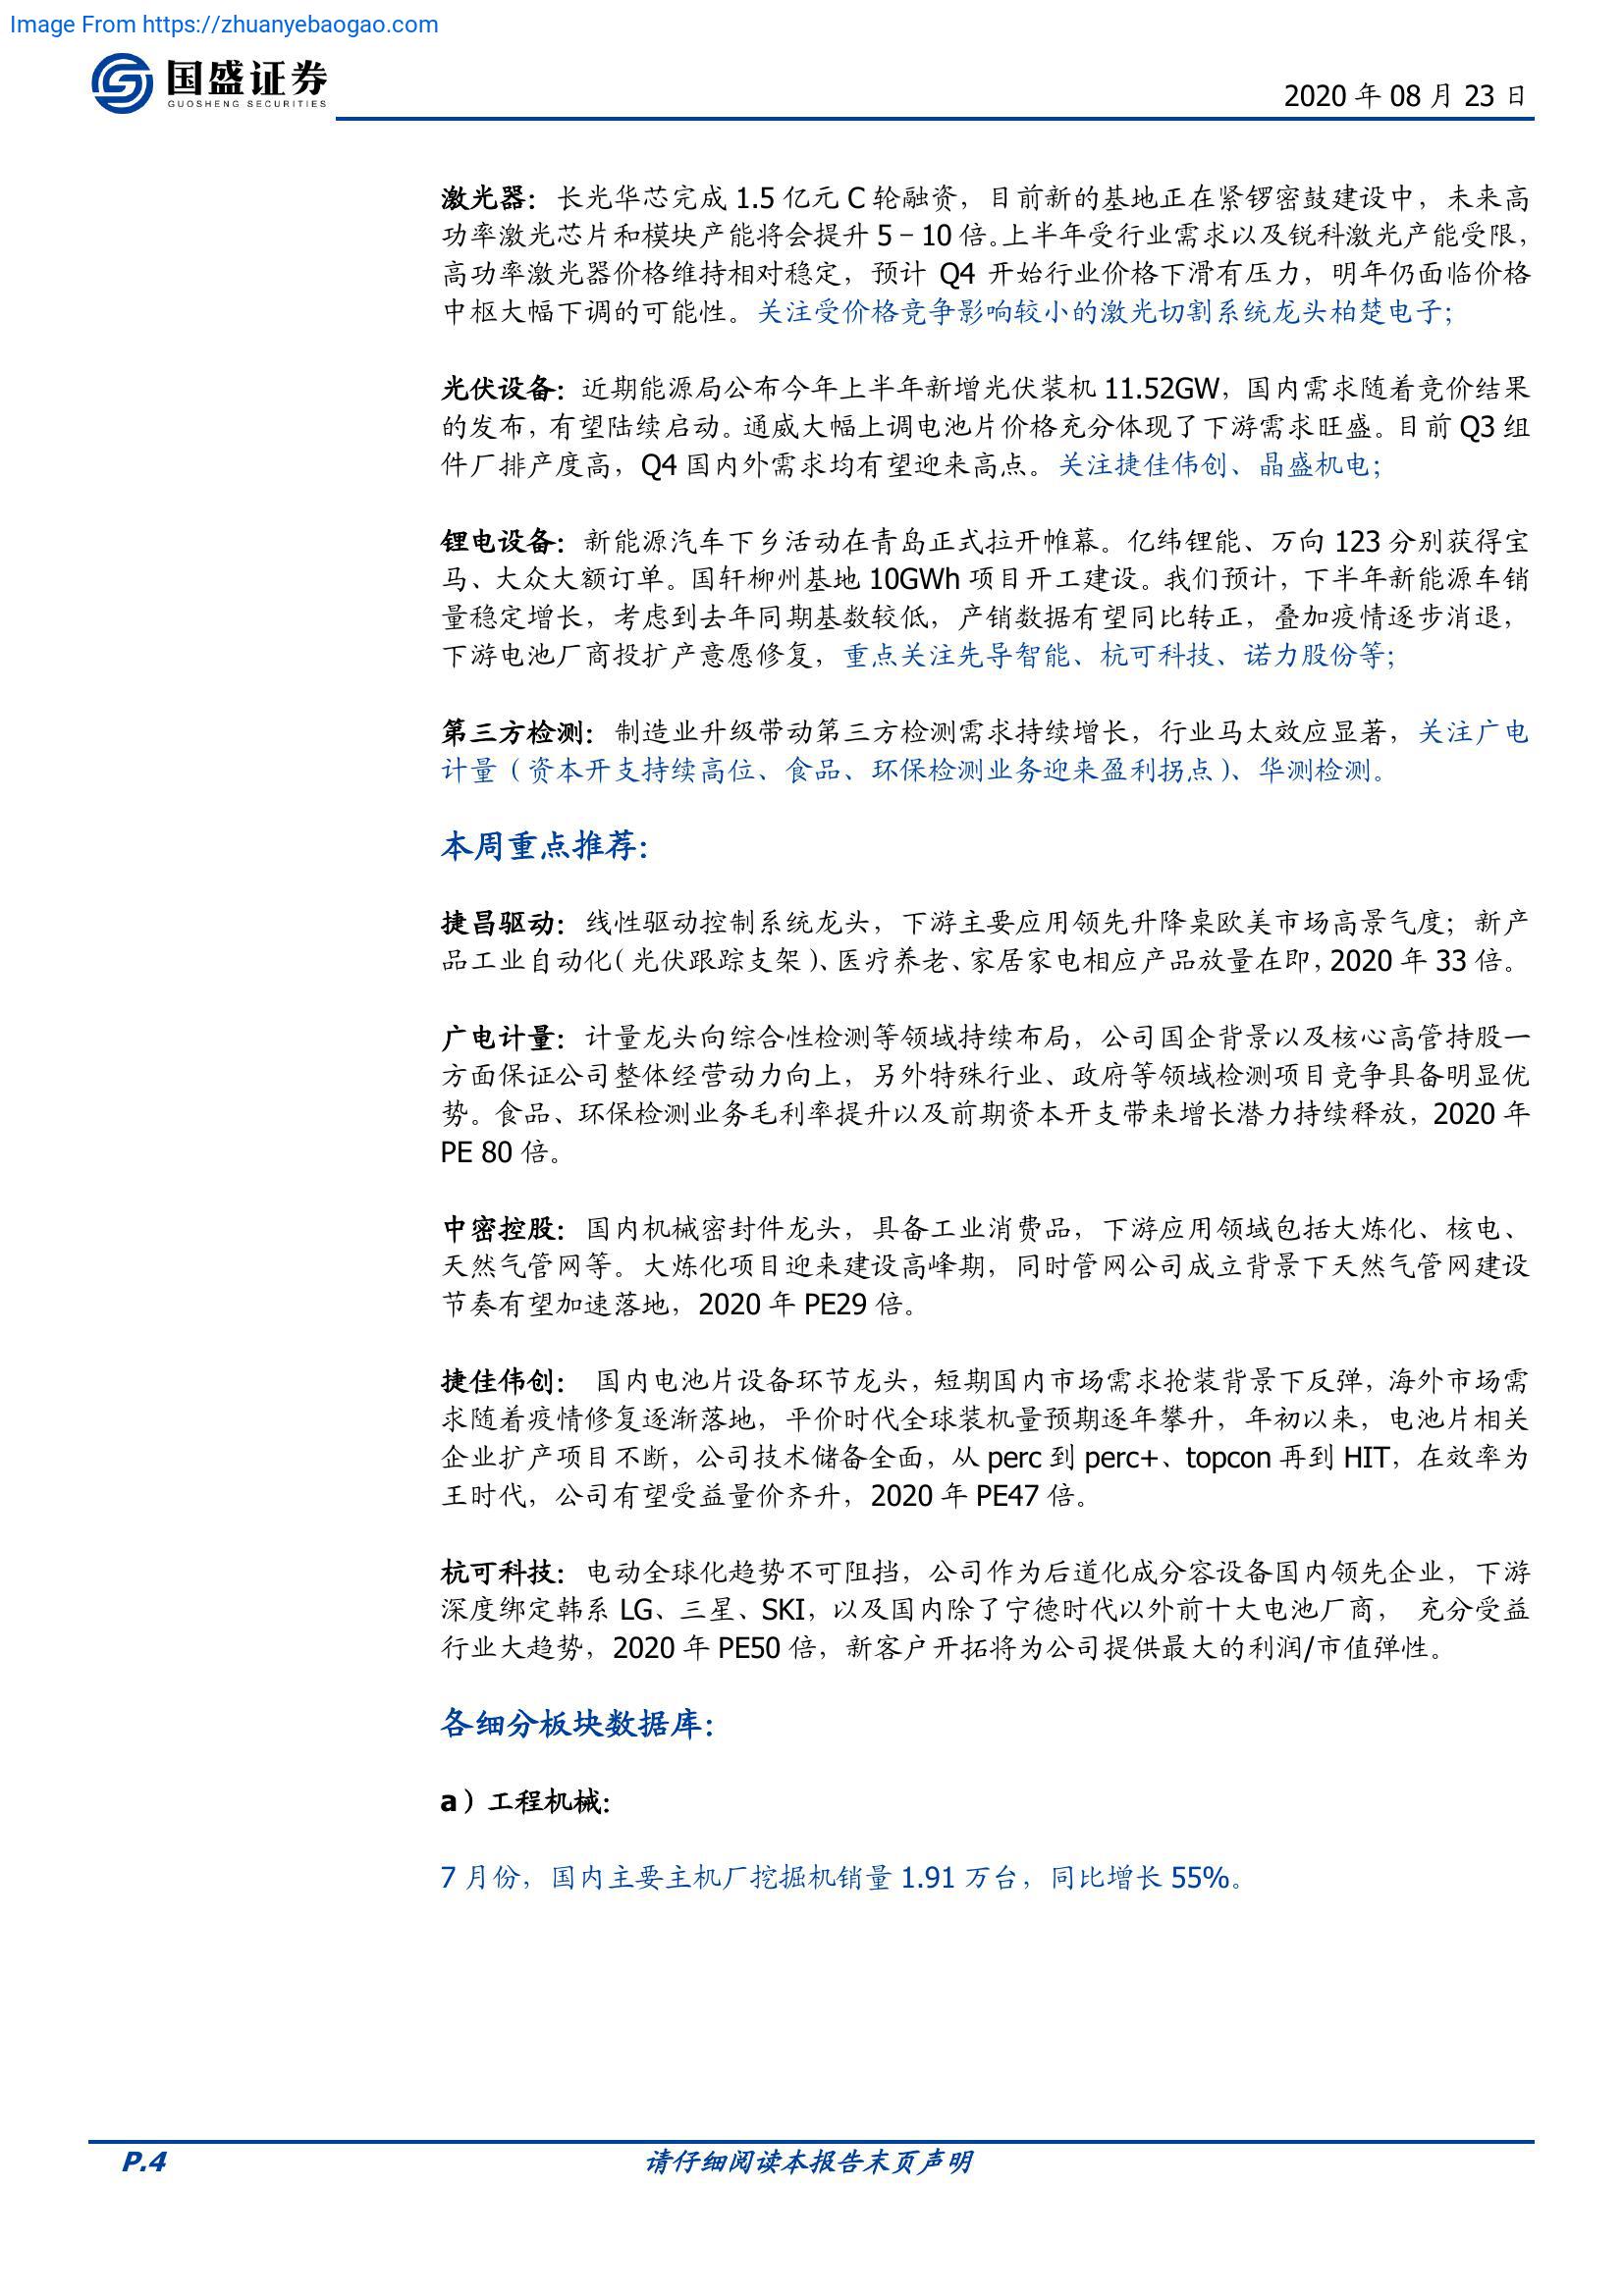 Image From https://zhuanyebaogao.com
国盛证券
GUOSHENG SECURITIES
2020 年 08 月 23 日
激光器：长光华芯完成 1.5 亿元 C 轮融资，目前新的基地正在紧锣密鼓建设中，未来高
功率激光芯片和模块产能将会提升 5－10 倍。上半年受行业需求以及锐科激光产能受限，
高功率激光器价格维持相对稳定，预计 Q4 开始行业价格下滑有压力，明年仍面临价格
中枢大幅下调的可能性。关注受价格竞争影响较小的激光切割系统龙头柏楚电子；
光伏设备：近期能源局公布今年上半年新增光伏装机 11.52GW，国内需求随着竞价结果
的发布，有望陆续启动。通威大幅上调电池片价格充分体现了下游需求旺盛。目前 Q3 组
件厂排产度高，Q4 国内外需求均有望迎来高点。关注捷佳伟创、晶盛机电；
锂电设备：新能源汽车下乡活动在青岛正式拉开帷幕。亿纬锂能、万向 123 分别获得宝
马、大众大额订单。国轩柳州基地 10GWh 项目开工建设。我们预计，下半年新能源车销
量稳定增长，考虑到去年同期基数较低，产销数据有望同比转正，叠加疫情逐步消退，
下游电池厂商投扩产意愿修复，重点关注先导智能、杭可科技、诺力股份等；
第三方检测：制造业升级带动第三方检测需求持续增长，行业马太效应显著，关注广电
计量（资本开支持续高位、食品、环保检测业务迎来盈利拐点）、华测检测。
本周重点推荐：
捷昌驱动：线性驱动控制系统龙头，下游主要应用领先升降桌欧美市场高景气度；新产
品工业自动化（光伏跟踪支架）、医疗养老、家居家电相应产品放量在即，2020 年 33 倍。
广电计量：计量龙头向综合性检测等领域持续布局，公司国企背景以及核心高管持股一
方面保证公司整体经营动力向上，另外特殊行业、政府等领域检测项目竞争具备明显优
势。食品、环保检测业务毛利率提升以及前期资本开支带来增长潜力持续释放，2020 年
PE 80 倍。
中密控股：国内机械密封件龙头，具备工业消费品，下游应用领域包括大炼化、核电、
天然气管网等。大炼化项目迎来建设高峰期，同时管网公司成立背景下天然气管网建设
节奏有望加速落地，2020 年 PE29 倍。
捷佳伟创： 国内电池片设备环节龙头，短期国内市场需求抢装背景下反弹，海外市场需
求随着疫情修复逐渐落地，平价时代全球装机量预期逐年攀升，年初以来，电池片相关
企业扩产项目不断，公司技术储备全面，从 perc 到 perc+、topcon 再到 HIT，在效率为
王时代，公司有望受益量价齐升，2020 年 PE47 倍。
杭可科技：电动全球化趋势不可阻挡，公司作为后道化成分容设备国内领先企业，下游
深度绑定韩系 LG、三星、SKI，以及国内除了宁德时代以外前十大电池厂商， 充分受益
行业大趋势，2020 年 PE50 倍，新客户开拓将为公司提供最大的利润/市值弹性。
各细分板块数据库：
a）工程机械：
7 月份，国内主要主机厂挖掘机销量 1.91 万台，同比增长 55%。
P.4
请仔细阅读本报告末页声明